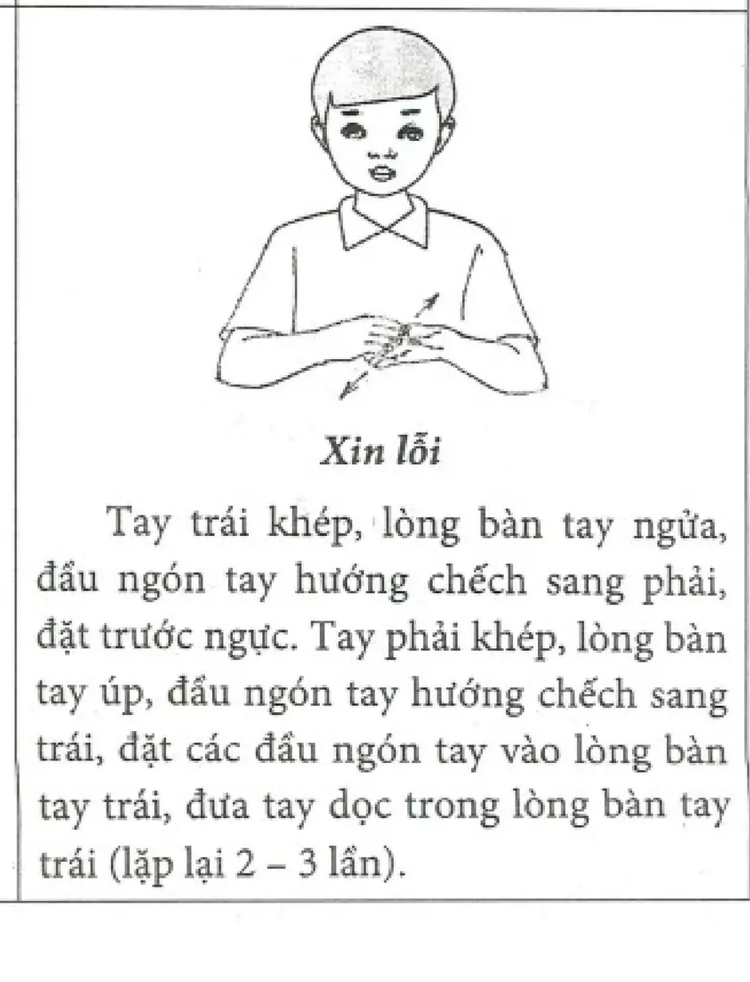 Xin lỗi
Tay trái khép, lòng bàn tay ngửa,
đầu ngón tay hướng chếch sang phải,
đặt trước ngực. Tay phải khép, lòng bàn
tay úp, đầu ngón tay hướng chếch sang
trái, đặt các đầu ngón tay vào lòng bàn
tay trái, đưa tay dọc trong lòng bàn tay
trái (lặp lại 2 – 3 lần).